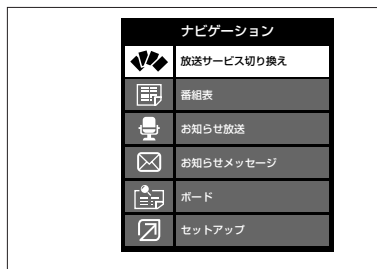 ナビゲーション
放送サービス切り換え
番組表
お知らせ放送
お知らせメッセージ
ボード
セットアップ